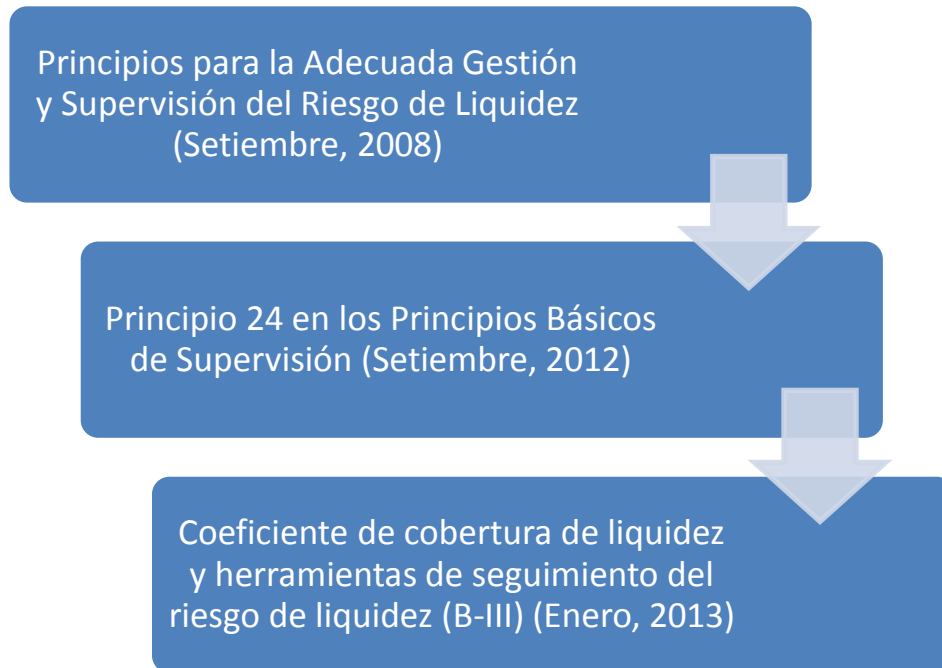 Principios para la Adecuada Gestión
y Supervisión del Riesgo de Liquidez
(Setiembre, 2008)
Principio 24 en los Principios Básicos
de Supervisión (Setiembre, 2012)
Coeficiente de cobertura de liquidez
y herramientas de seguimiento del
riesgo de liquidez (B-III) (Enero, 2013)